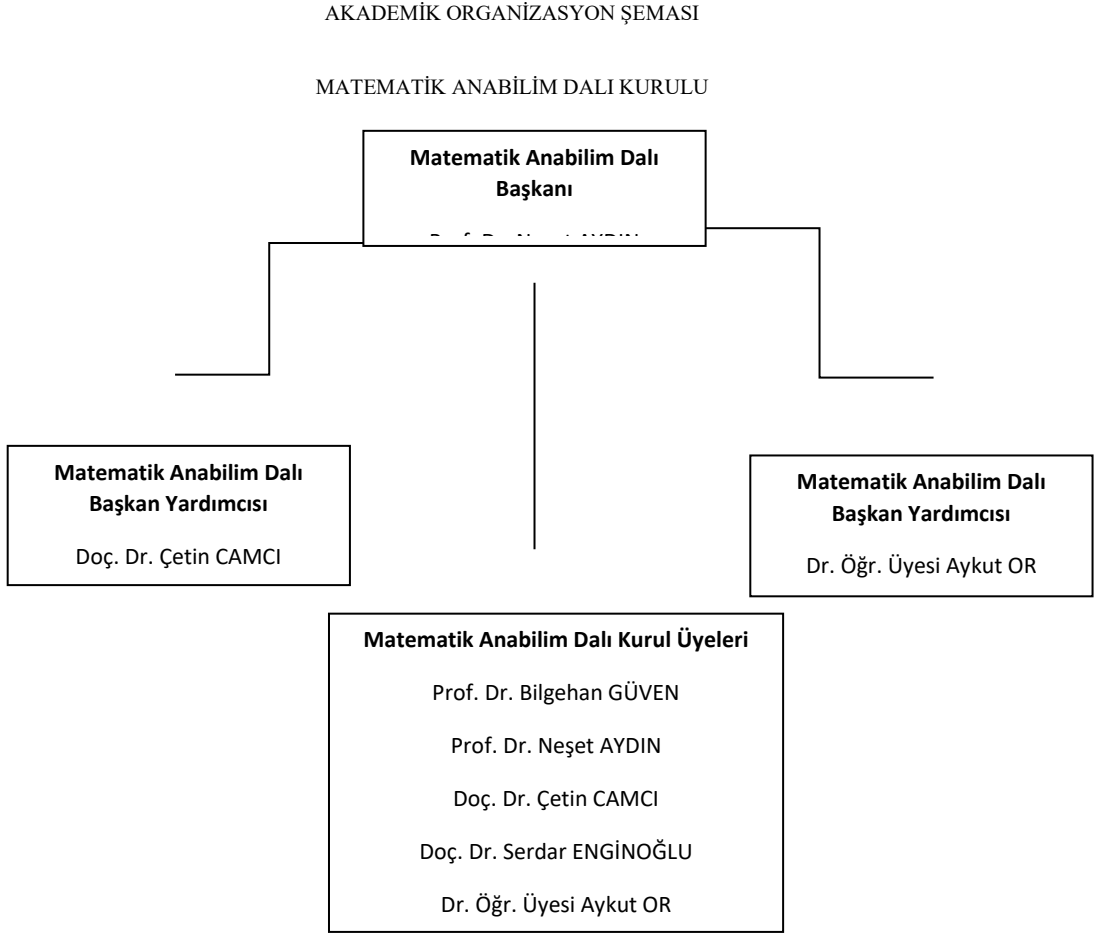 AKADEMİK ORGANİZASYON ŞEMASI
MATEMATİK ANABİLİM DALI KURULU
Matematik Anabilim Dalı
Başkanı
Matematik Anabilim Dalı
Başkan Yardımcısı
Doç. Dr. Çetin CAMCI
Matematik Anabilim Dalı
Başkan Yardımcısı
Dr. Öğr. Üyesi Aykut OR
Matematik Anabilim Dalı Kurul Üyeleri
Prof. Dr. Bilgehan GÜVEN
Prof. Dr. Neşet AYDIN
Doç. Dr. Çetin CAMCI
Doç. Dr. Serdar ENGİNOĞLU
Dr. Öğr. Üyesi Aykut OR